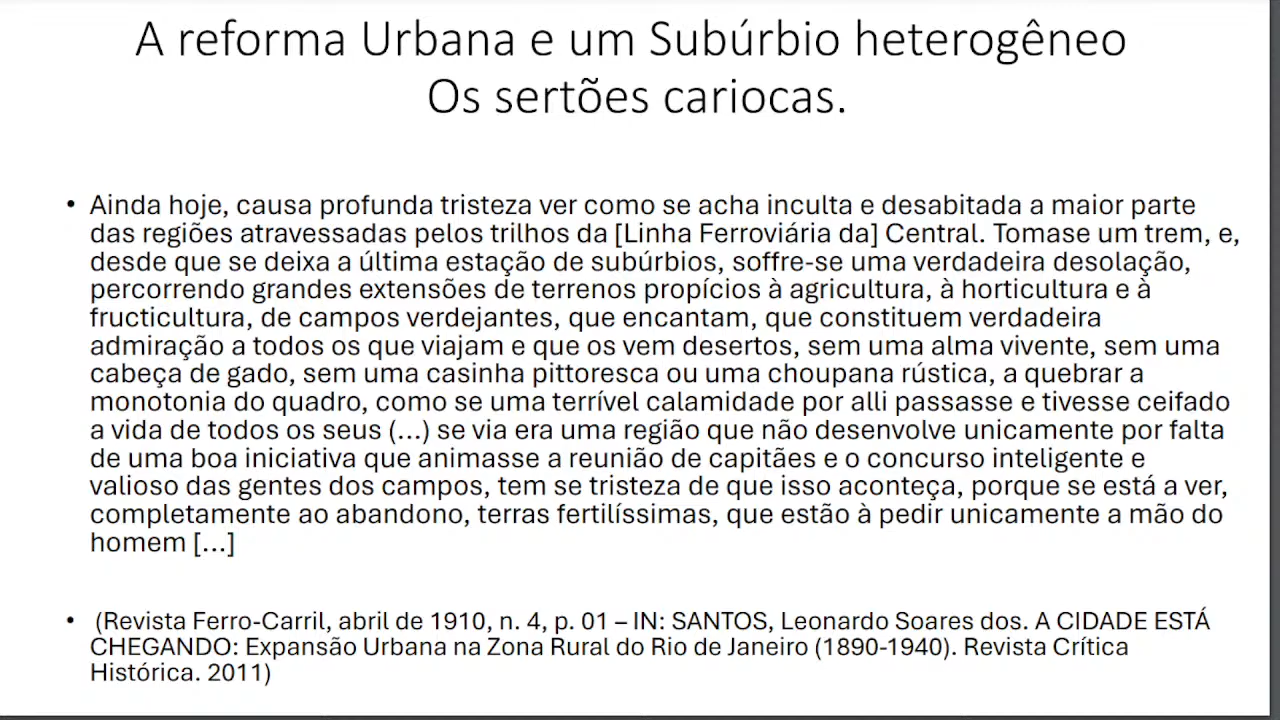 A reforma Urbana e um Subúrbio heterogêneo
Os sertões cariocas.
• Ainda hoje, causa profunda tristeza ver como se acha inculta e desabitada a maior parte
das regiões atravessadas pelos trilhos da [Linha Ferroviária da] Central. Tomase um trem, e,
desde que se deixa a última estação de subúrbios, soffre-se uma verdadeira desolação,
percorrendo grandes extensões de terrenos propícios à agricultura, à horticultura e à
fructicultura, de campos verdejantes, que encantam, que constituem verdadeira
admiração a todos os que viajam e que os vem desertos, sem uma alma vivente, sem uma
cabeça de gado, sem uma casinha pittoresca ou uma choupana rústica, a quebrar a
monotonia do quadro, como se uma terrível calamidade por alli passasse e tivesse ceifado
a vida de todos os seus (...) se via era uma região que não desenvolve unicamente por falta
de uma boa iniciativa que animasse a reunião de capitães e o concurso inteligente e
valioso das gentes dos campos, tem se tristeza de que isso aconteça, porque se está a ver,
completamente ao abandono, terras fertilíssimas, que estão à pedir unicamente a mão do
homem [...]
• (Revista Ferro-Carril, abril de 1910, n. 4, p. 01 – IN: SANTOS, Leonardo Soares dos. A CIDADE ESTÁ
CHEGANDO: Expansão Urbana na Zona Rural do Rio de Janeiro (1890-1940). Revista Crítica
Histórica. 2011)